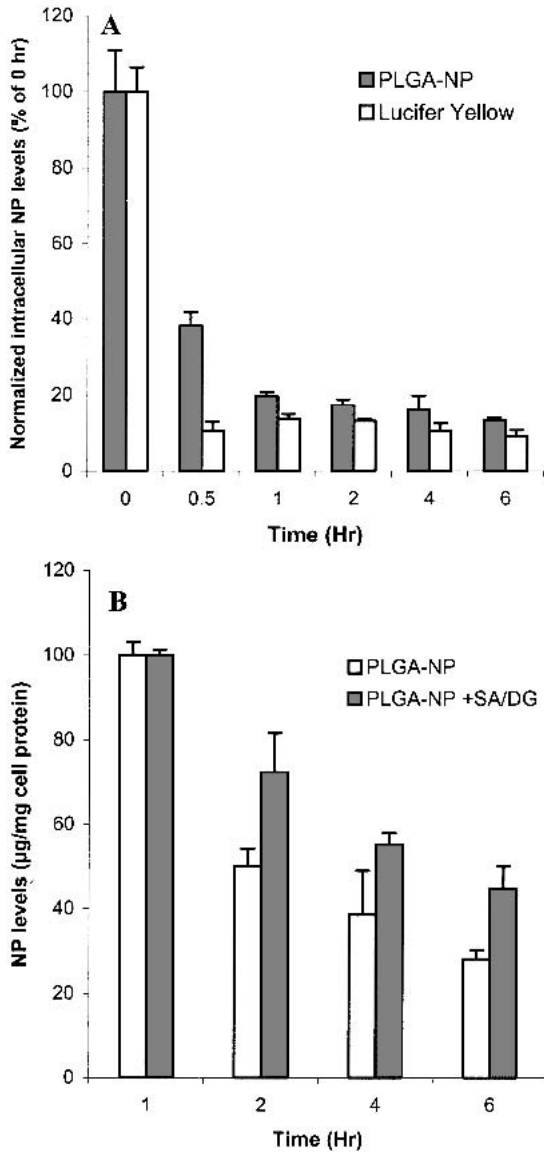 A
Normalized intracellular NP levels (% of 0 hr)
120
100
80
60
40
20
0
PLGA-NP
Lucifer Yellow
0 0.5 1 2 4 6
Time (Hr)
B
NP levels (µg/mg cell protein)
120
100
80
60
40
20
0
PLGA-NP
PLGA-NP +SA/DG
1 2 4 6
Time (Hr)